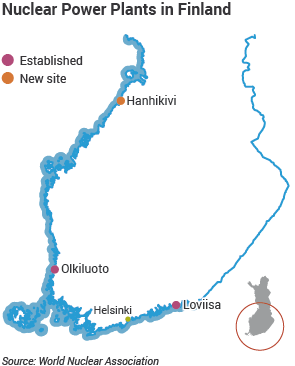 Nuclear Power Plants in Finland
Established
New site
Hanhikivi
Olkiluoto
Helsinki
Loviisa
Source: World Nuclear Association